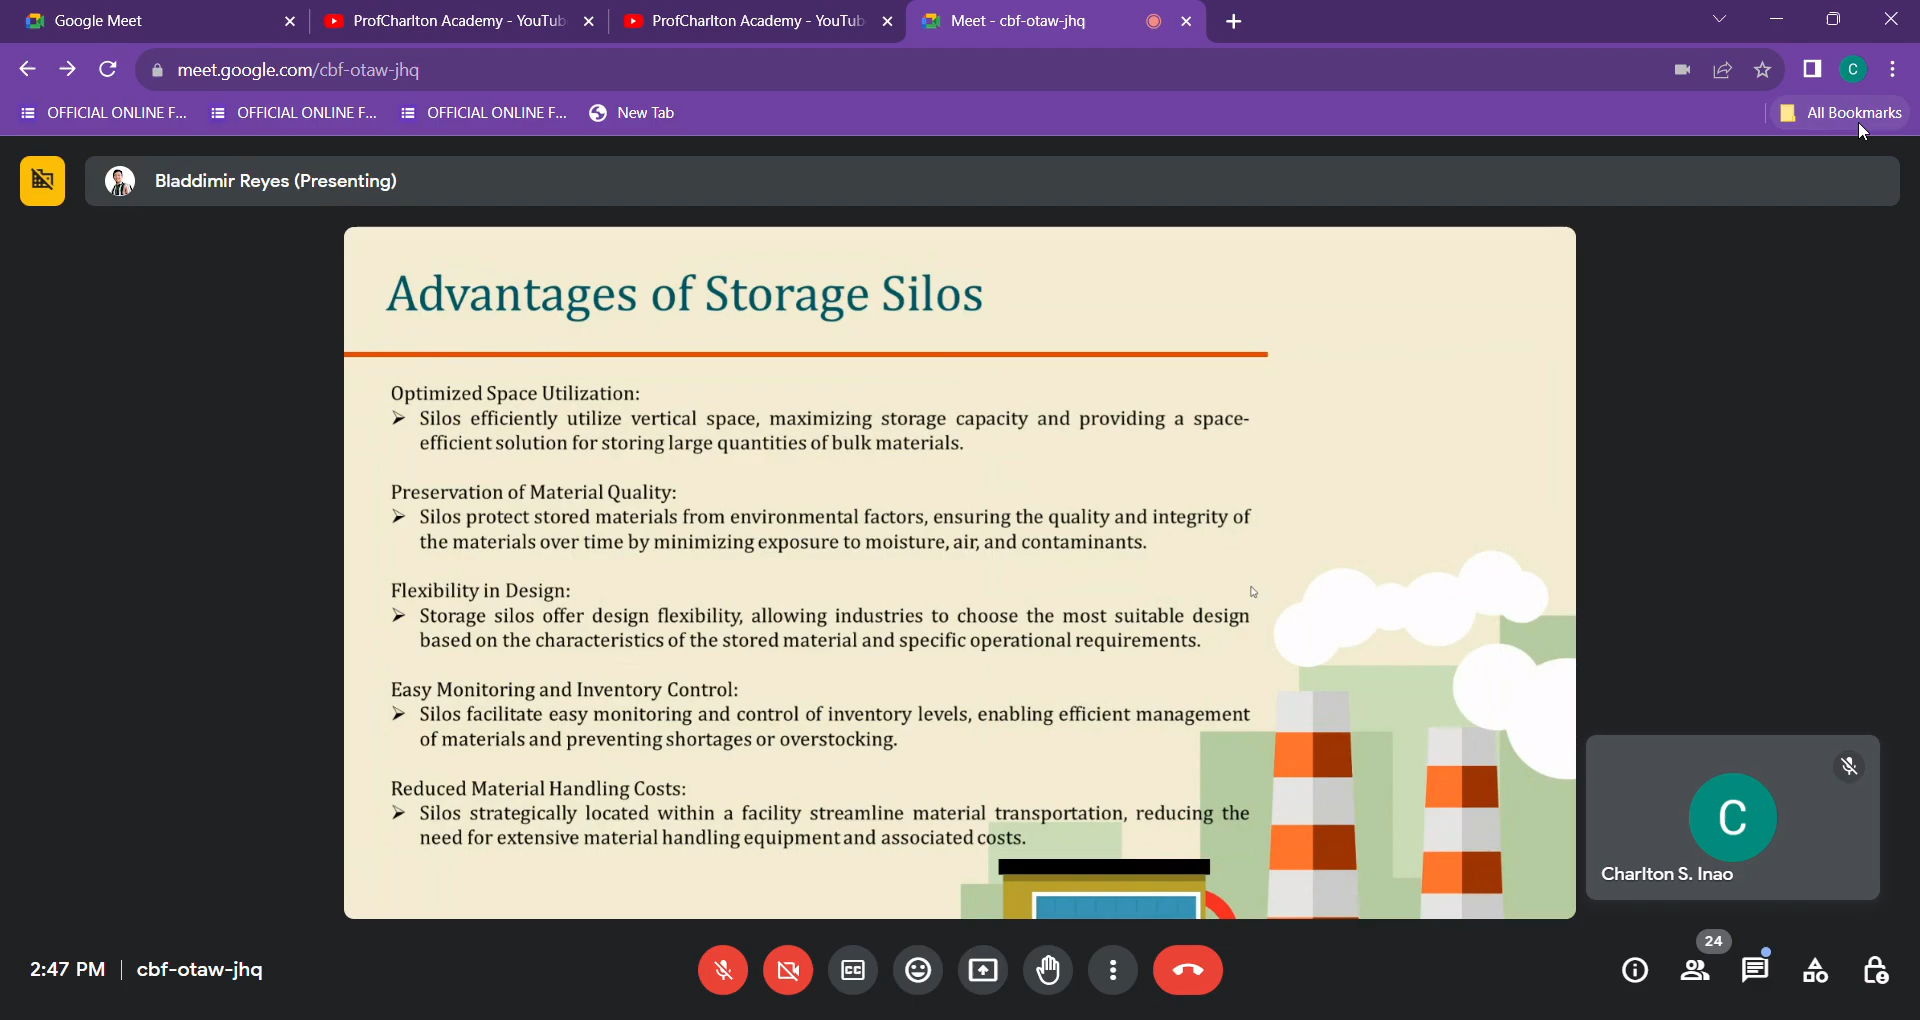 Google Meet
ProfCharlton Academy - YouTub
ProfCharlton Academy - YouTub
Meet - cbf-otaw-jhq
meet.google.com/cbf-otaw-jhq
C
OFFICIAL ONLINE F...
OFFICIAL ONLINE F...
OFFICIAL ONLINE F...
New Tab
All Bookmarks
Bladdimir Reyes (Presenting)
Advantages of Storage Silos
Optimized Space Utilization:
➢ Silos efficiently utilize vertical space, maximizing storage capacity and providing a space-
efficient solution for storing large quantities of bulk materials.
Preservation of Material Quality:
➢ Silos protect stored materials from environmental factors, ensuring the quality and integrity of
the materials over time by minimizing exposure to moisture, air, and contaminants.
Flexibility in Design:
➢ Storage silos offer design flexibility, allowing industries to choose the most suitable design
based on the characteristics of the stored material and specific operational requirements.
Easy Monitoring and Inventory Control:
➢ Silos facilitate easy monitoring and control of inventory levels, enabling efficient management
of materials and preventing shortages or overstocking.
Reduced Material Handling Costs:
➢ Silos strategically located within a facility streamline material transportation, reducing the
need for extensive material handling equipment and associated costs.
C
Charlton S. Inao
2:47 PM | cbf-otaw-jhq
CC
24